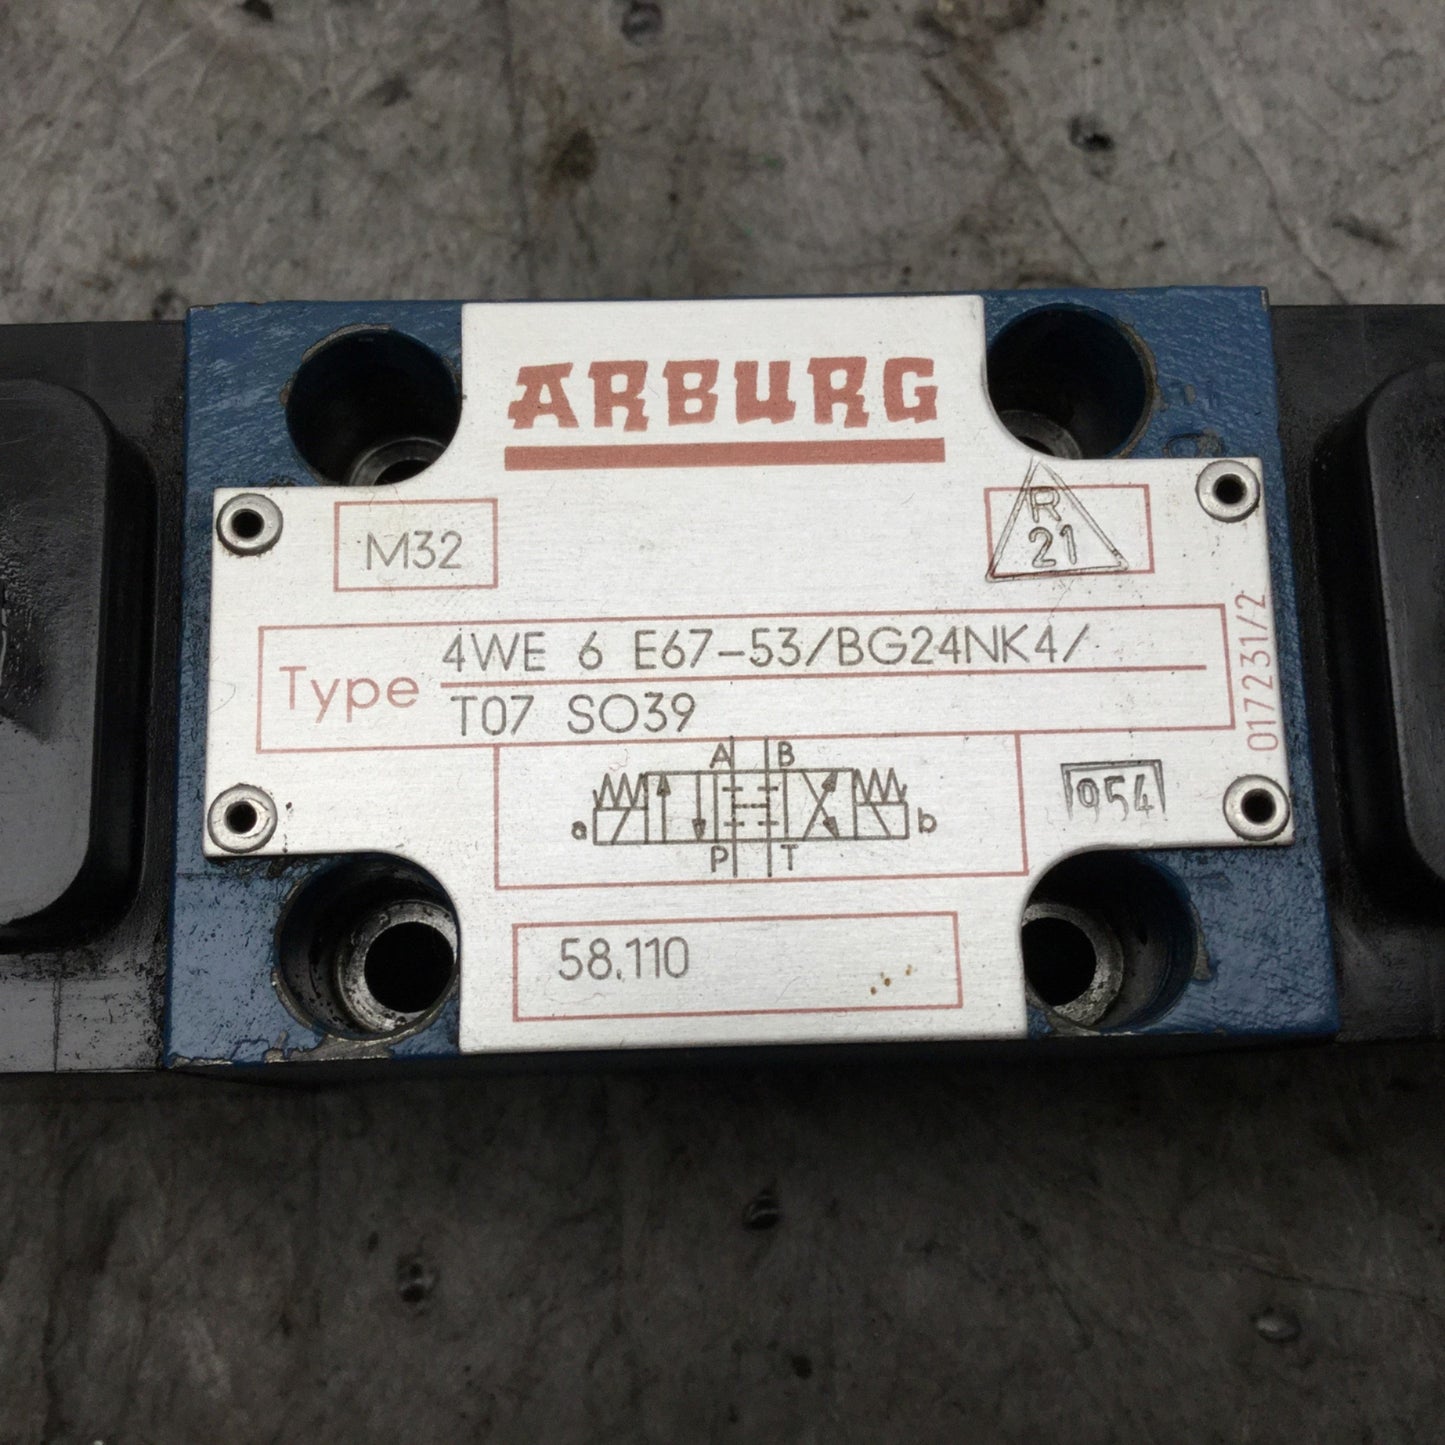 ARBURG
M32
R
21
Type 4WE 6 E67-53/BG24NK4/
T07 SO39
017231/2
A B
a b
P T
954
58.110